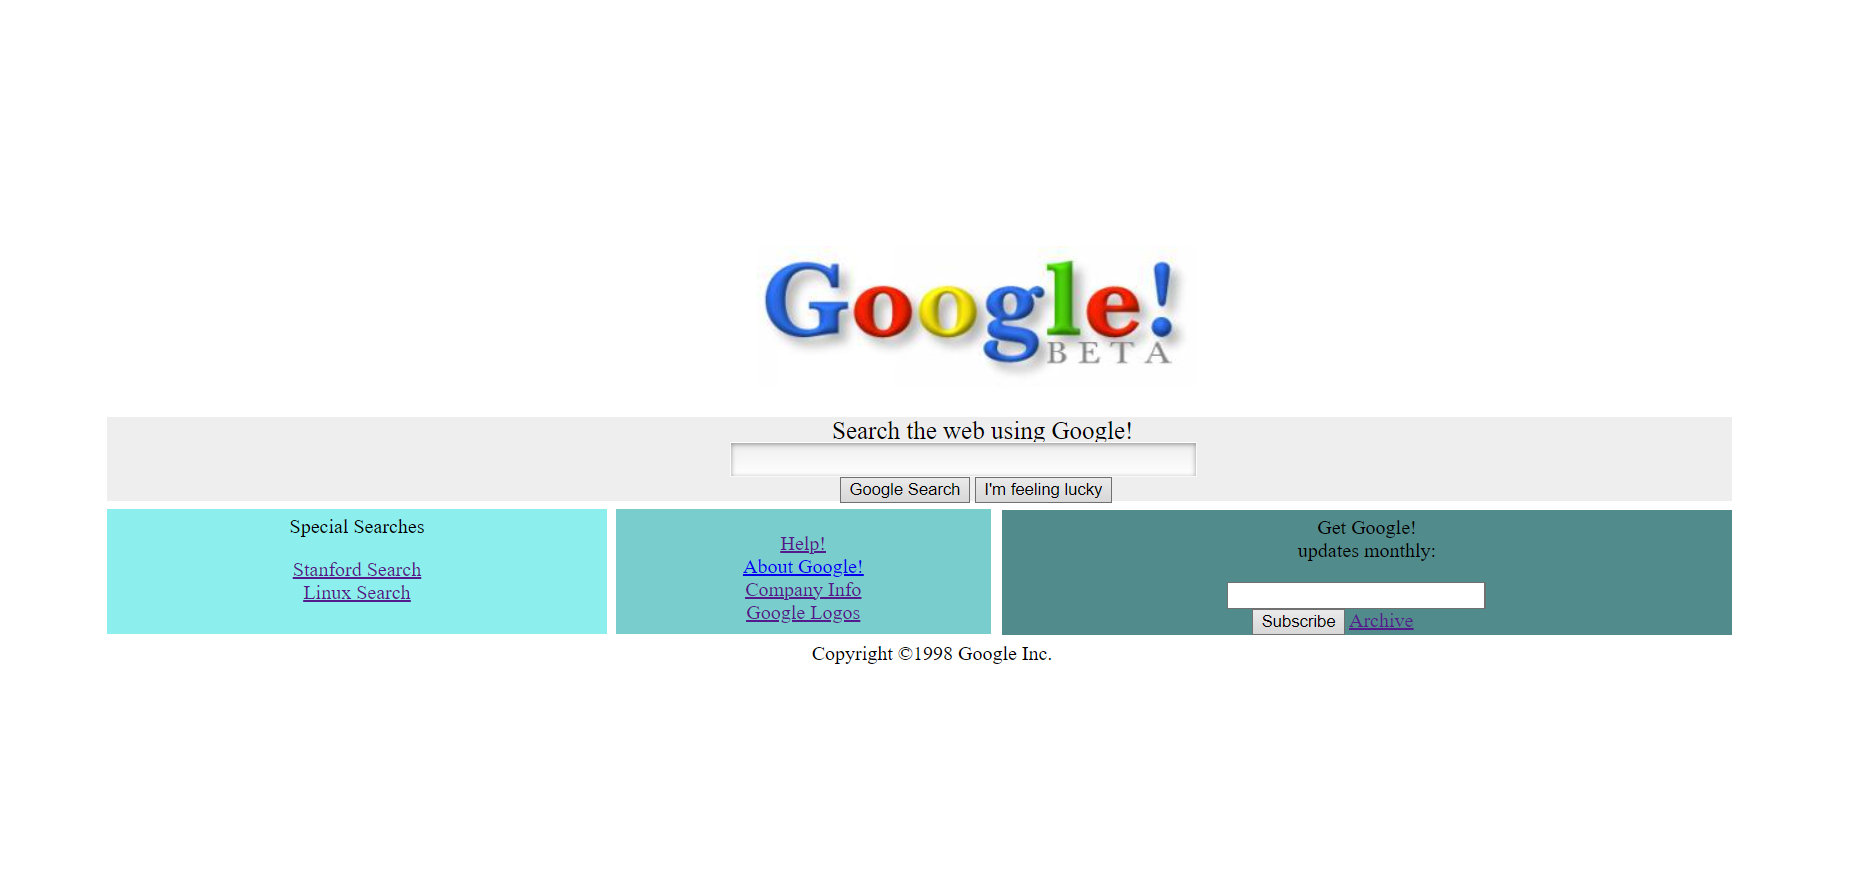 Google!
BETA
Search the web using Google!
Google Search I'm feeling lucky
Special Searches
Stanford Search
Linux Search
Help!
About Google!
Company Info
Google Logos
Get Google!
updates monthly:
Subscribe Archive
Copyright ©1998 Google Inc.